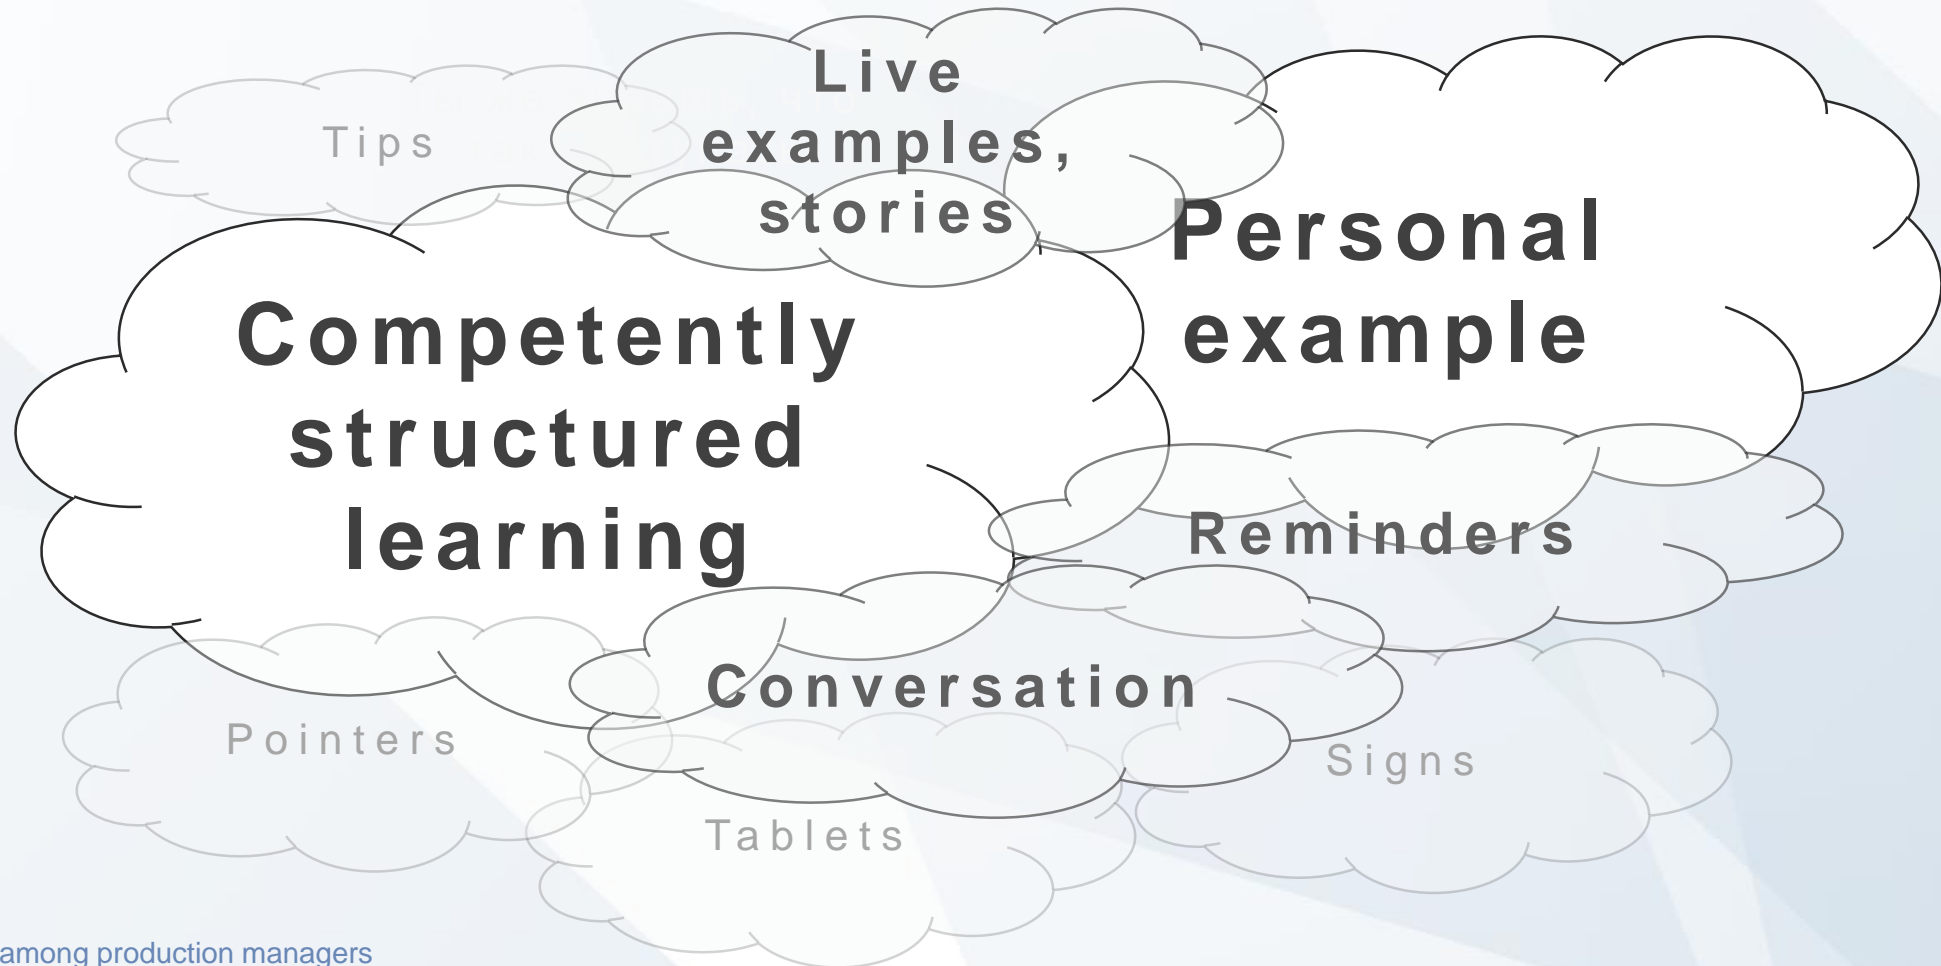 Live
examples,
stories
Tips
Personal
example
Competently
structured
learning
Reminders
Conversation
Pointers
Signs
Tablets
among production managers